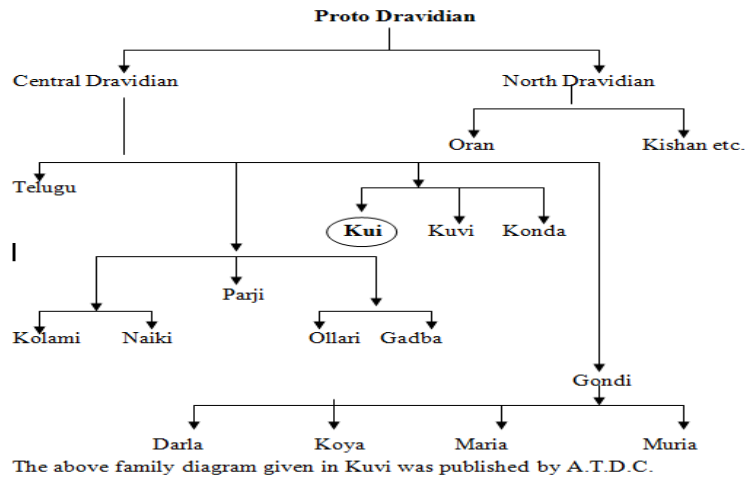 Proto Dravidian
Central Dravidian North Dravidian
Oran Kishan etc.
Telugu
Kui Kuvi Konda
Parji
Kolami Naiki Ollari Gadba
Gondi
Darla Koya Maria Muria
The above family diagram given in Kuvi was published by A.T.D.C.